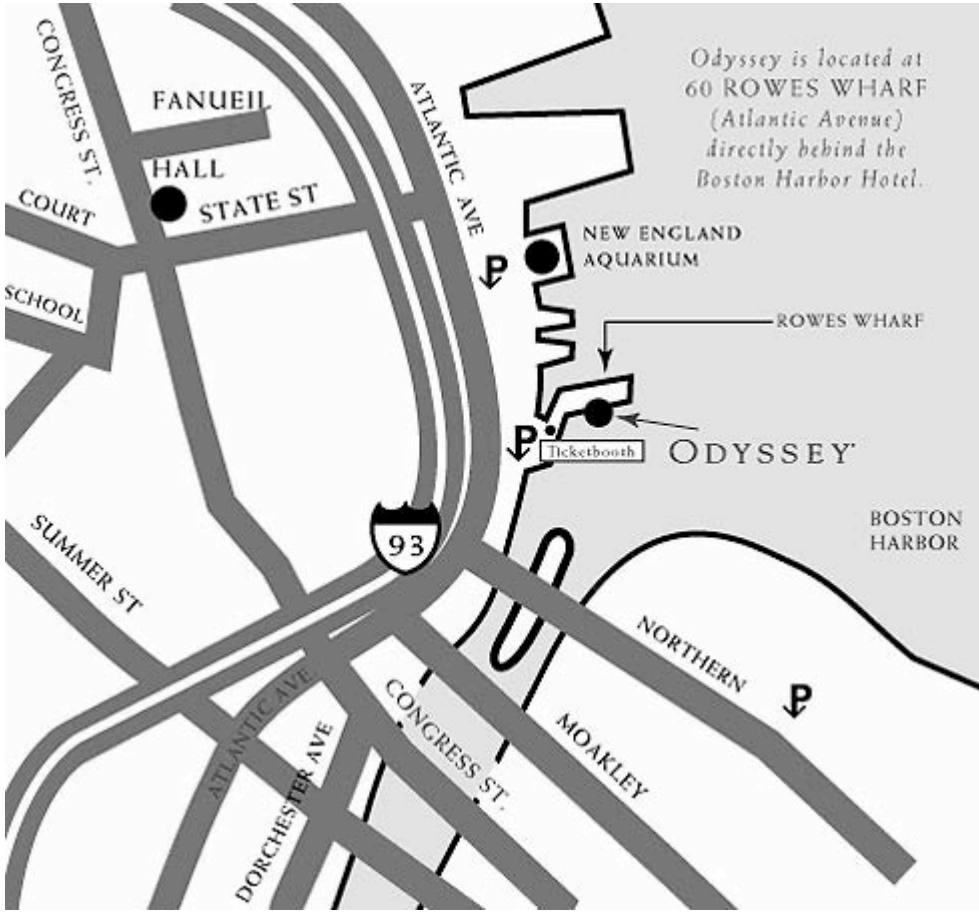 CONGRESS ST.
FANUEIL
HALL
COURT
STATE ST
SCHOOL
ATLANTIC AVE
Odyssey is located at
60 ROWES WHARF
(Atlantic Avenue)
directly behind the
Boston Harbor Hotel.
P
NEW ENGLAND
AQUARIUM
ROWES WHARF
P
Ticketbooth
ODYSSEY
93
BOSTON
HARBOR
SUMMER ST
NORTHERN
P
ATLANTIC AVE
CONGRESS ST.
MOAKLEY
DORCHESTER AVE